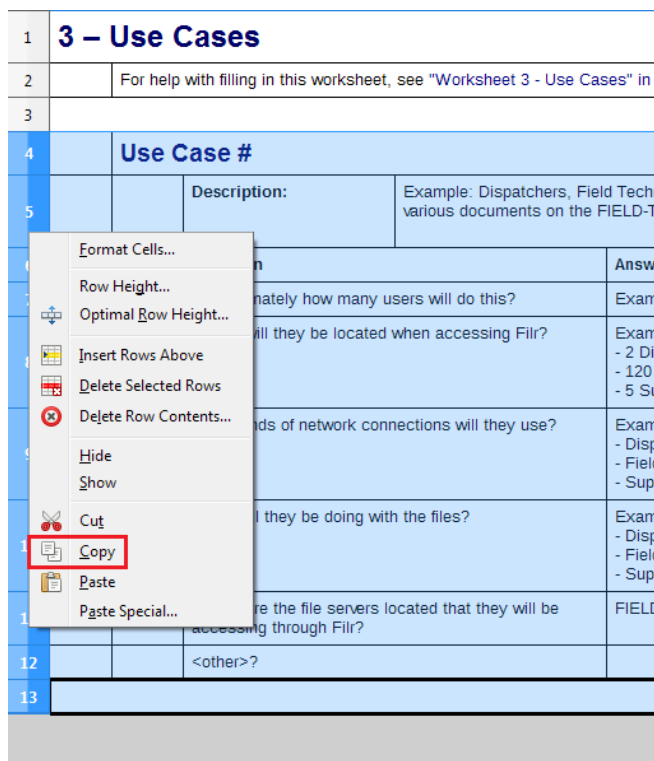 1 3 – Use Cases
2 For help with filling in this worksheet, see "Worksheet 3 - Use Cases" in
3
4 Use Case #
Description: Example: Dispatchers, Field Tech
5 various documents on the FIELD-T
Format Cells...
Row Height...
Optimal Row Height...
Insert Rows Above
Delete Selected Rows
Delete Row Contents...
Hide
Show
Cut
Copy
Paste
Paste Special...
n Answ
nately how many users will do this? Exam
ill they be located when accessing Filr? Exam
- 2 Di
- 120
- 5 Su
nds of network connections will they use? Exam
- Disp
- Field
- Sup
l they be doing with the files? Exam
- Disp
- Field
- Sup
re the file servers located that they will be FIELD
accessing through Filr?
12 <other>?
13